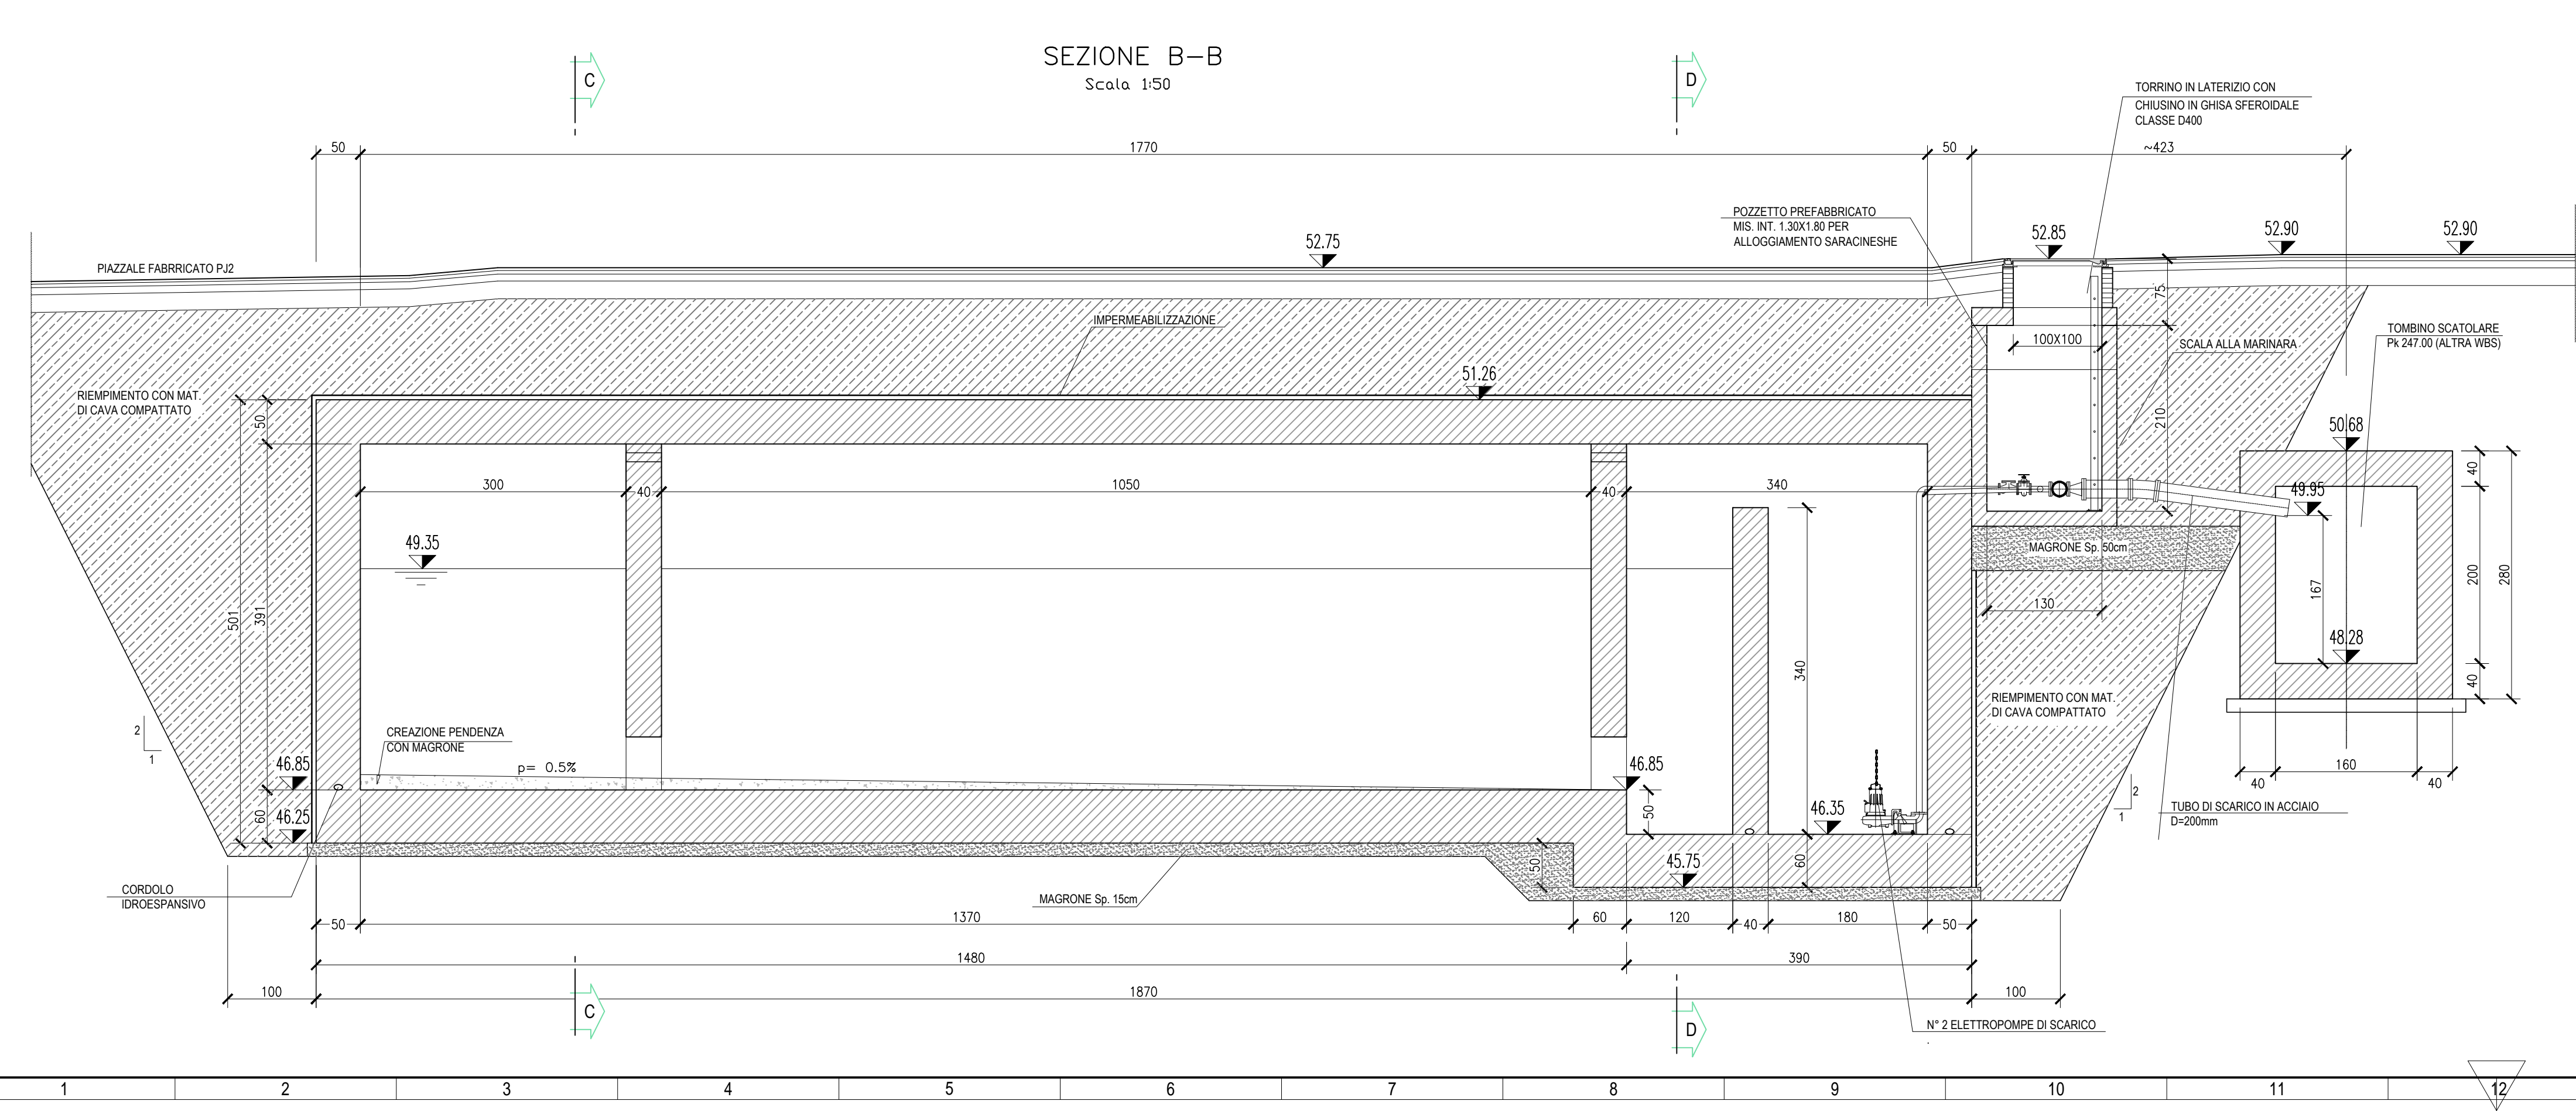 SEZIONE B-B
Scala 1:50
C
D
TORRINO IN LATERIZIO CON
CHIUSINO IN GHISA SFEROIDALE
CLASSE D400
50
1770
50
~423
POZZETTO PREFABBRICATO
MIS. INT. 1.30X1.80 PER
ALLOGGIAMENTO SARACINESHE
52.75
52.85
52.90
52.90
PIAZZALE FABRRICATO PJ2
75
IMPERMEABILIZZAZIONE
TOMBINO SCATOLARE
Pk 247.00 (ALTRA WBS)
100X100
SCALA ALLA MARINARA
51.26
RIEMPIMENTO CON MAT.
DI CAVA COMPATTATO
50
210
50.68
300
40
1050
40
340
40
49.95
49.35
MAGRONE Sp. 50cm
501
391
167
200
280
130
48.28
340
40
RIEMPIMENTO CON MAT.
DI CAVA COMPATTATO
2
1
CREAZIONE PENDENZA
CON MAGRONE
p= 0.5%
46.85
46.85
160
40
40
2
1
60
46.25
50
46.35
TUBO DI SCARICO IN ACCIAIO
D=200mm
50
45.75
60
CORDOLO
IDROESPANSIVO
MAGRONE Sp. 15cm
50
1370
60
120
40
180
50
1480
390
100
1870
100
C
D
N° 2 ELETTROPOMPE DI SCARICO
1
2
3
4
5
6
7
8
9
10
11
12